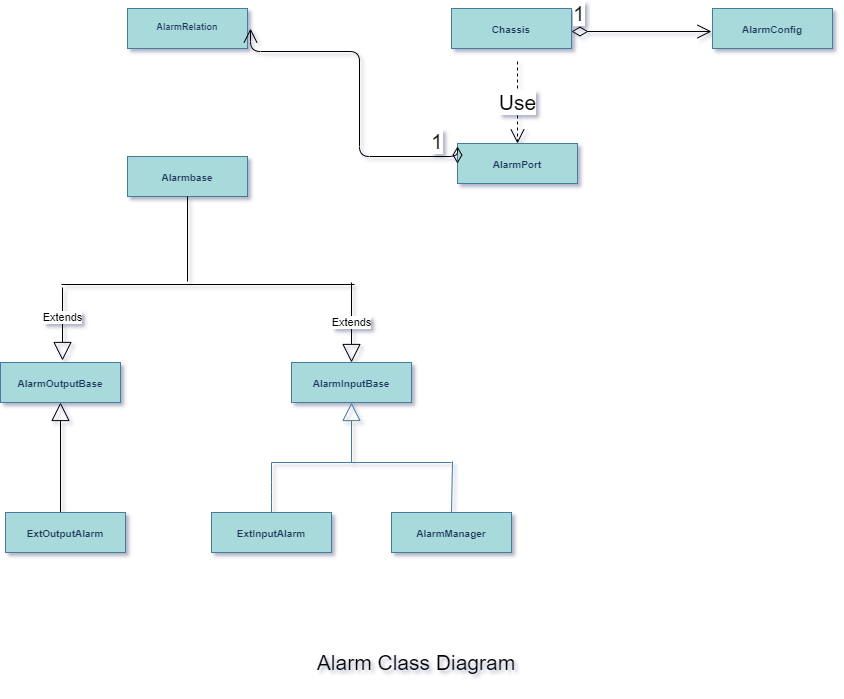 AlarmRelation
Chassis
1
AlarmConfig
Use
1
AlarmPort
Alarmbase
Extends
Extends
AlarmOutputBase
AlarmInputBase
ExtOutputAlarm
ExtInputAlarm
AlarmManager
Alarm Class Diagram